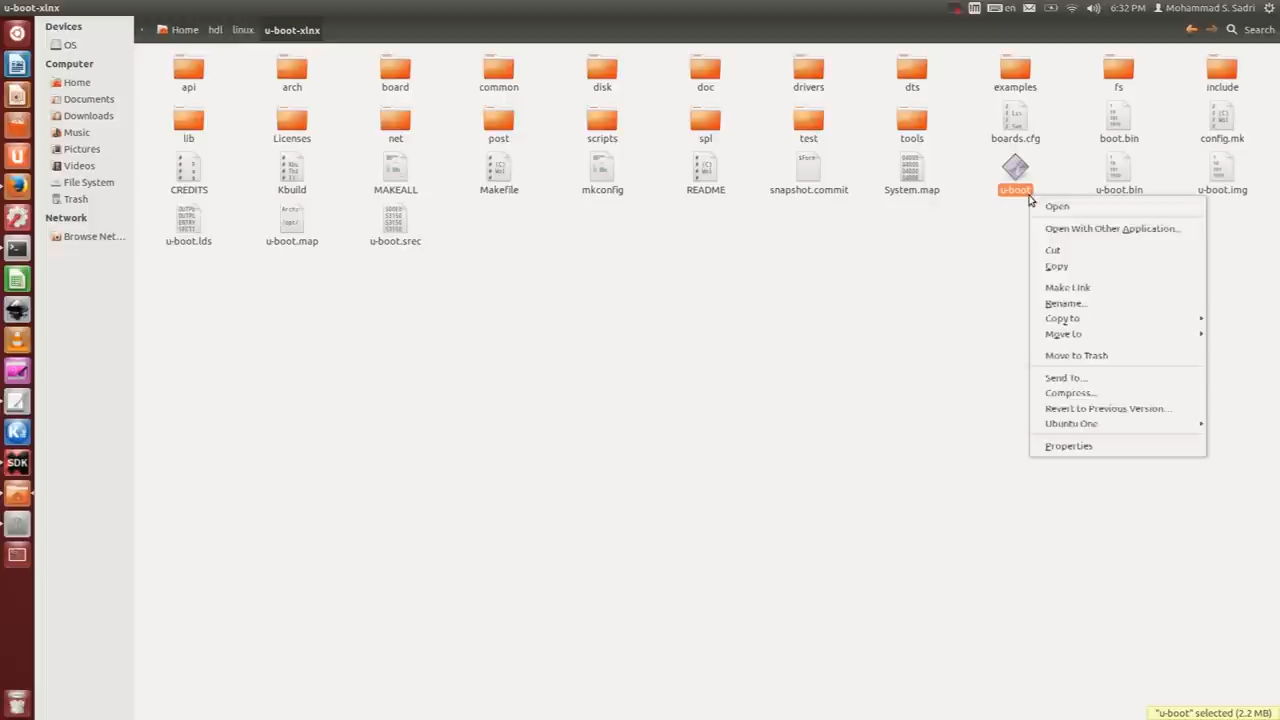 u-boot-xlnx
en
6:32 PM
Mohammad S. Sadri
Devices
OS
Computer
Home
Documents
Downloads
Music
Pictures
Videos
File System
Trash
Network
Browse Net...
Home
hdl
linux
u-boot-xlnx
Search
api
arch
board
common
disk
doc
drivers
dts
examples
fs
include
lib
Licenses
net
post
scripts
spl
test
tools
boards.cfg
boot.bin
config.mk
CREDITS
Kbuild
MAKEALL
Makefile
mkconfig
README
snapshot.commit
System.map
u-boot
u-boot.bin
u-boot.img
u-boot.lds
u-boot.map
u-boot.srec
Open
Open With Other Application...
Cut
Copy
Make Link
Rename...
Copy to
Move to
Move to Trash
Send To...
Compress...
Revert to Previous Version...
Ubuntu One
Properties
SDK
"u-boot" selected (2.2 MB)